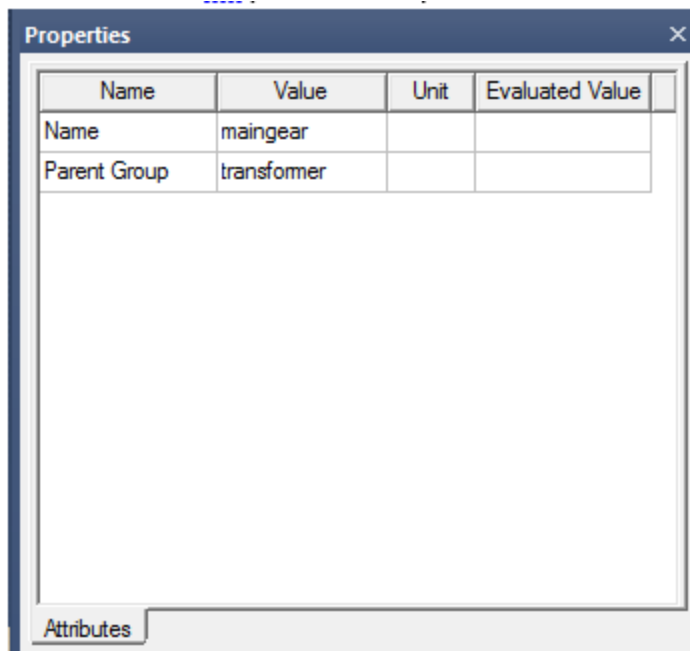 Properties
Name Value Unit Evaluated Value
Name maingear
Parent Group transformer
Attributes